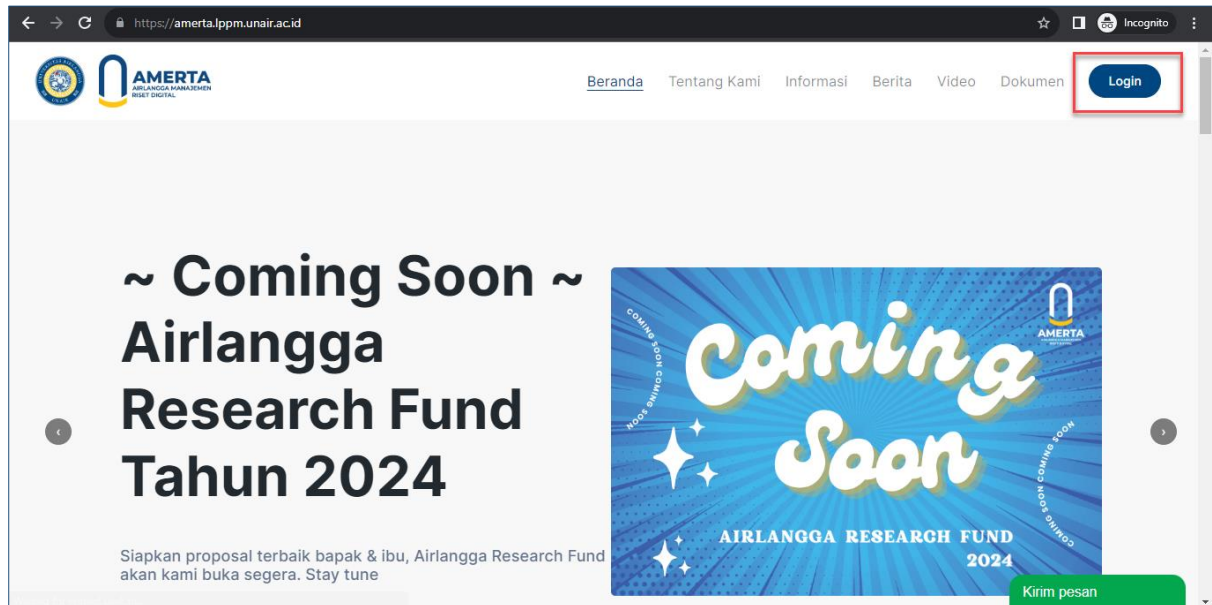 https://amerta.lppm.unair.ac.id
Incognito
AMERTA
AIRLANGGA MANAJEMEN
RISET DIGITAL
Beranda Tentang Kami Informasi Berita Video Dokumen Login
~ Coming Soon ~
Airlangga
Research Fund
Tahun 2024
Siapkan proposal terbaik bapak & ibu, Airlangga Research Fund
akan kami buka segera. Stay tune
COMING SOON COMING SOON
AMERTA
Coming
Soon
COMING SOON COMING SOON
AIRLANGGA RESEARCH FUND
2024
Kirim pesan